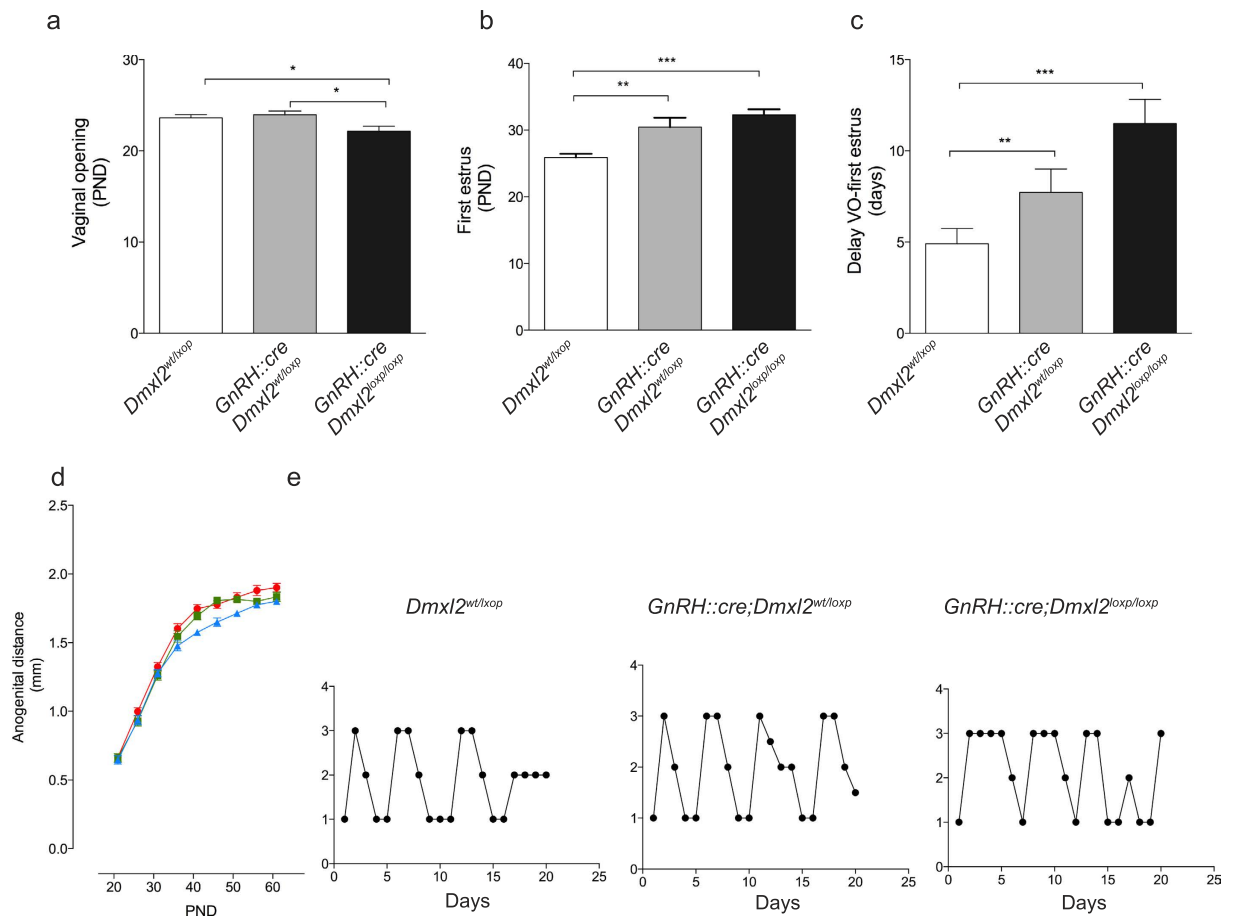 a
b
c
30
20
10
0
Vaginal opening
(PND)
*
*
Dmxl2wt/lxop
GnRH::cre
Dmxl2wt/loxp
GnRH::cre
Dmxl2loxp/loxp
40
30
20
10
0
First estrus
(PND)
***
**
Dmxl2wt/lxop
GnRH::cre
Dmxl2wt/loxp
GnRH::cre
Dmxl2loxp/loxp
15
10
5
0
Delay VO-first estrus
(days)
***
**
Dmxl2wt/lxop
GnRH::cre
Dmxl2wt/loxp
GnRH::cre
Dmxl2loxp/loxp
d
2.5
2.0
1.5
1.0
0.5
0.0
Anogenital distance
(mm)
20 30 40 50 60
PND
e
Dmxl2wt/lxop
4
3
2
1
0
0 5 10 15 20 25
Days
GnRH::cre;Dmxl2wt/loxp
4
3
2
1
0
0 5 10 15 20 25
Days
GnRH::cre;Dmxl2loxp/loxp
4
3
2
1
0
0 5 10 15 20 25
Days